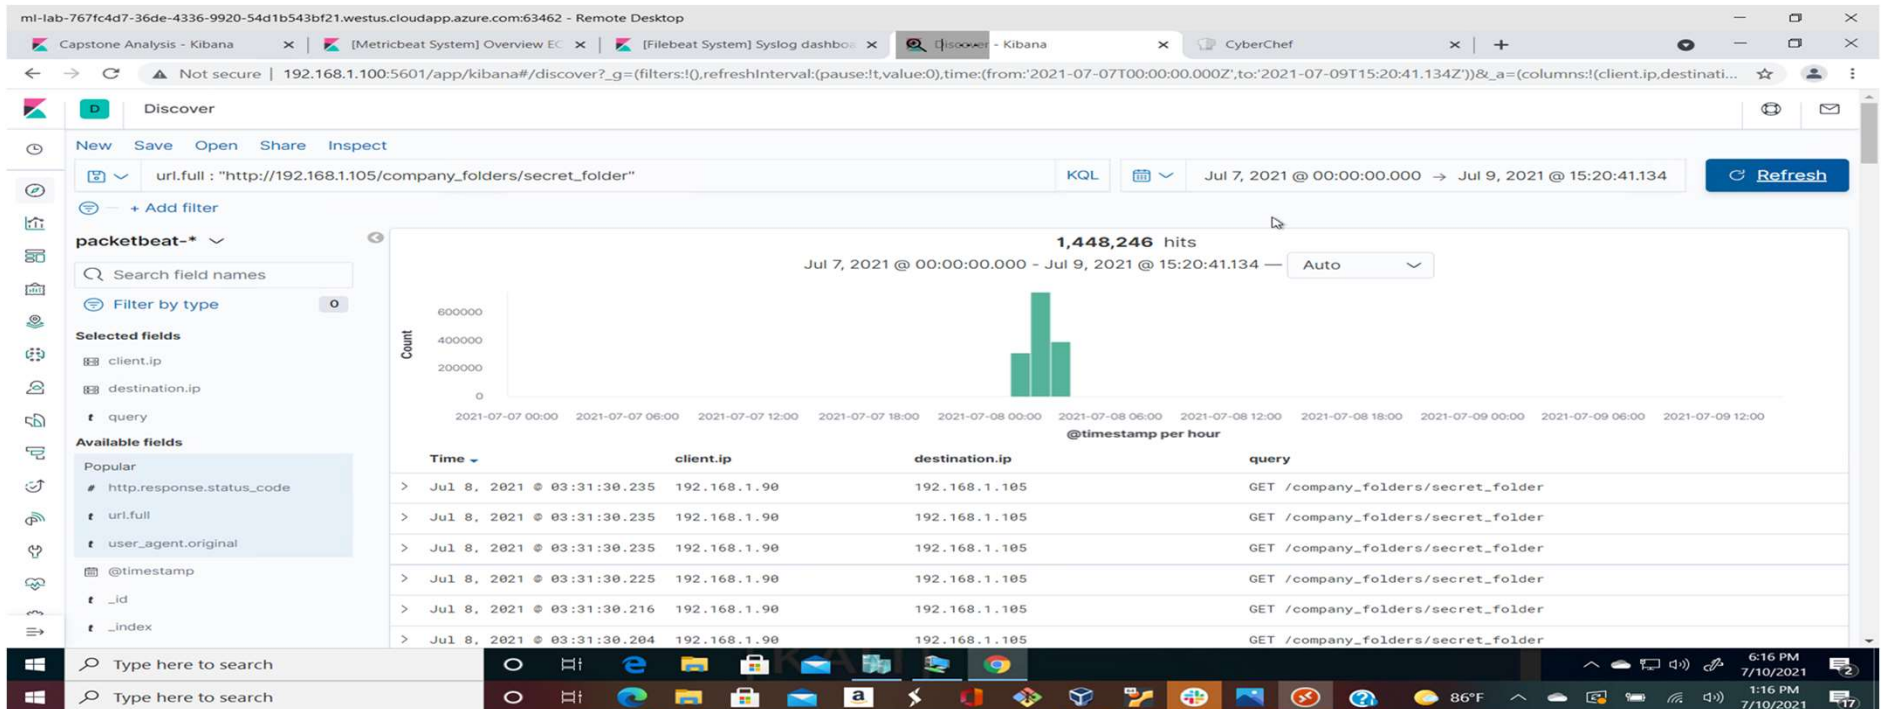 ml-lab-767fc4d7-36de-4336-9920-54d1b543bf21.westus.cloudapp.azure.com:63462 - Remote Desktop
Capstone Analysis - Kibana [Metricbeat System] Overview EC [Filebeat System] Syslog dashboa Discover - Kibana CyberChef
Not secure | 192.168.1.100:5601/app/kibana#/discover?_g=(filters:!(),refreshInterval:(pause:!t,value:0),time:(from:'2021-07-07T00:00:00.000Z',to:'2021-07-09T15:20:41.134Z'))&_a=(columns:!(client.ip,destinati...
D Discover
New Save Open Share Inspect
url.full : "http://192.168.1.105/company_folders/secret_folder" KQL Jul 7, 2021 @ 00:00:00.000 → Jul 9, 2021 @ 15:20:41.134 Refresh
+ Add filter
packetbeat-*
Search field names
Filter by type 0
Selected fields
client.ip
destination.ip
t query
Available fields
Popular
# http.response.status_code
t url.full
t user_agent.original
@timestamp
t _id
t _index
1,448,246 hits
Jul 7, 2021 @ 00:00:00.000 - Jul 9, 2021 @ 15:20:41.134 — Auto
Count
600000
400000
200000
0
2021-07-07 00:00 2021-07-07 06:00 2021-07-07 12:00 2021-07-07 18:00 2021-07-08 00:00 2021-07-08 06:00 2021-07-08 12:00 2021-07-08 18:00 2021-07-09 00:00 2021-07-09 06:00 2021-07-09 12:00
@timestamp per hour
Time client.ip destination.ip query
> Jul 8, 2021 @ 03:31:30.235 192.168.1.90 192.168.1.105 GET /company_folders/secret_folder
> Jul 8, 2021 @ 03:31:30.235 192.168.1.90 192.168.1.105 GET /company_folders/secret_folder
> Jul 8, 2021 @ 03:31:30.235 192.168.1.90 192.168.1.105 GET /company_folders/secret_folder
> Jul 8, 2021 @ 03:31:30.225 192.168.1.90 192.168.1.105 GET /company_folders/secret_folder
> Jul 8, 2021 @ 03:31:30.216 192.168.1.90 192.168.1.105 GET /company_folders/secret_folder
> Jul 8, 2021 @ 03:31:30.204 192.168.1.90 192.168.1.105 GET /company_folders/secret_folder
Type here to search 6:16 PM
7/10/2021 2
Type here to search a 86°F 1:16 PM
7/10/2021 17